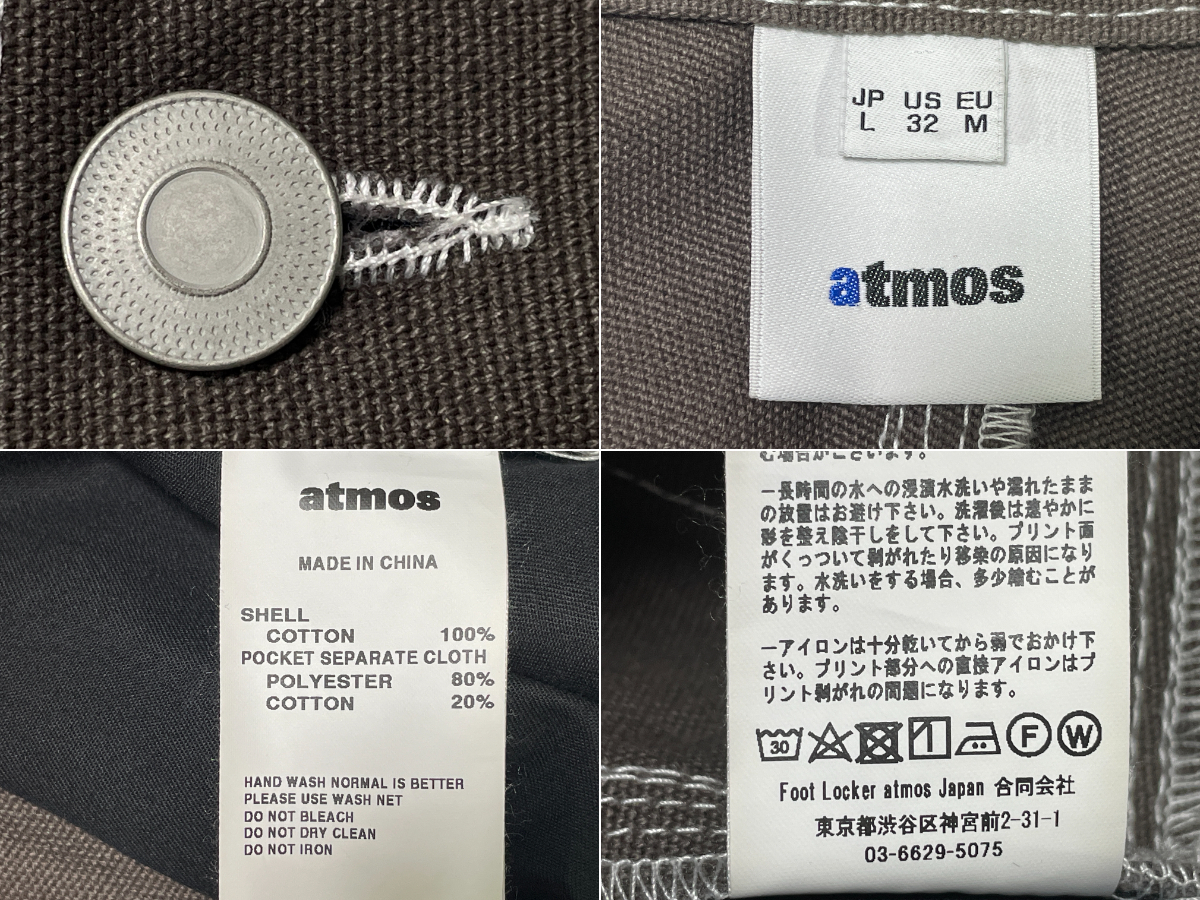 JP US EU
L 32 M
atmos
atmos
MADE IN CHINA
SHELL
COTTON 100%
POCKET SEPARATE CLOTH
POLYESTER 80%
COTTON 20%
HAND WASH NORMAL IS BETTER
PLEASE USE WASH NET
DO NOT BLEACH
DO NOT DRY CLEAN
DO NOT IRON
ー長時間の水への浸漬水洗いや濡れたまま
の放置はお避け下さい。洗濯後は速やかに
形を整え陰干しをして下さい。プリント面
がくっついて剥がれたり移染の原因になり
ます。水洗いをする場合、多少縮むことが
あります。
ーアイロンは十分乾いてから弱でおかけ下
さい。プリント部分への直接アイロンはプ
リント剥がれの問題になります。
30 F W
Foot Locker atmos Japan 合同会社
東京都渋谷区神宮前2-31-1
03-6629-5075